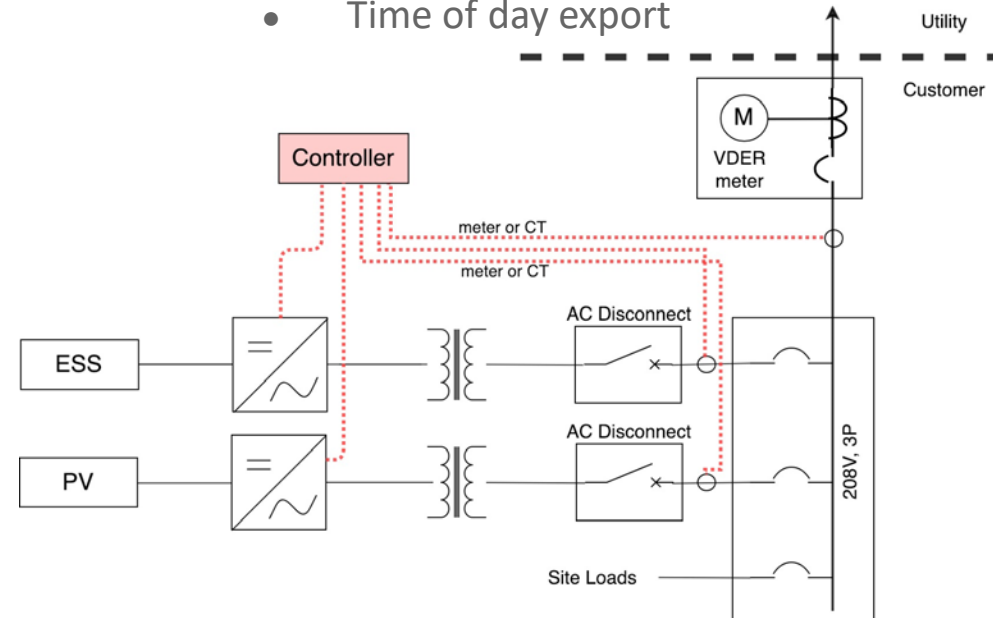 • Time of day export
Utility
Customer
M
VDER
meter
Controller
meter or CT
meter or CT
AC Disconnect
ESS
AC Disconnect
PV
208V, 3P
Site Loads